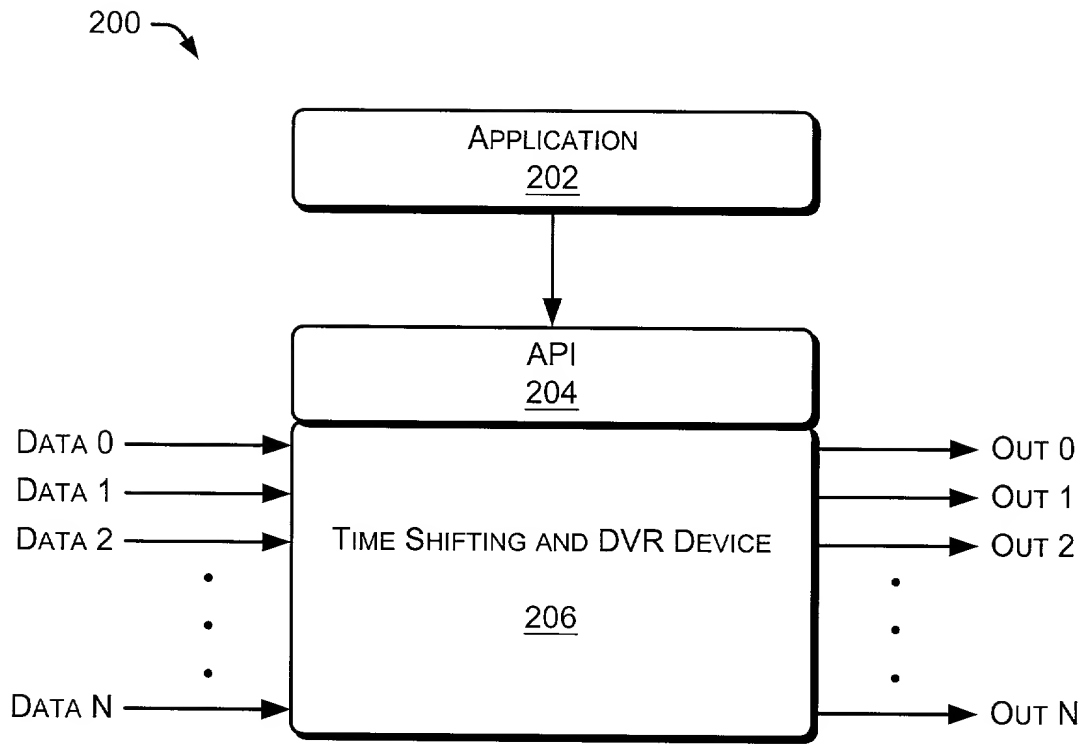 200
APPLICATION
202
API
204
DATA 0
OUT 0
DATA 1
OUT 1
DATA 2
TIME SHIFTING AND DVR DEVICE
OUT 2
206
DATA N
OUT N